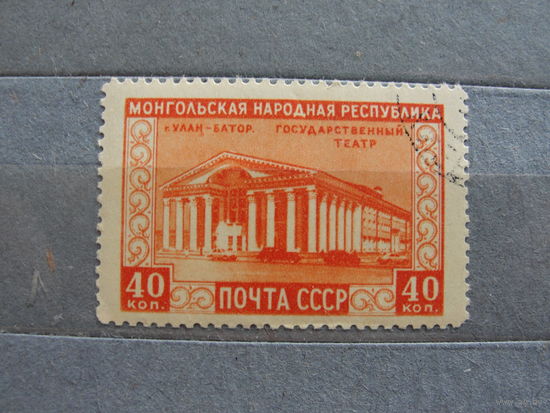 МОНГОЛЬСКАЯ НАРОДНАЯ РЕСПУБЛИКА
г. УЛАН-БАТОР. ГОСУДАРСТВЕННЫЙ
ТЕАТР
40 КОП. ПОЧТА СССР 40 КОП.